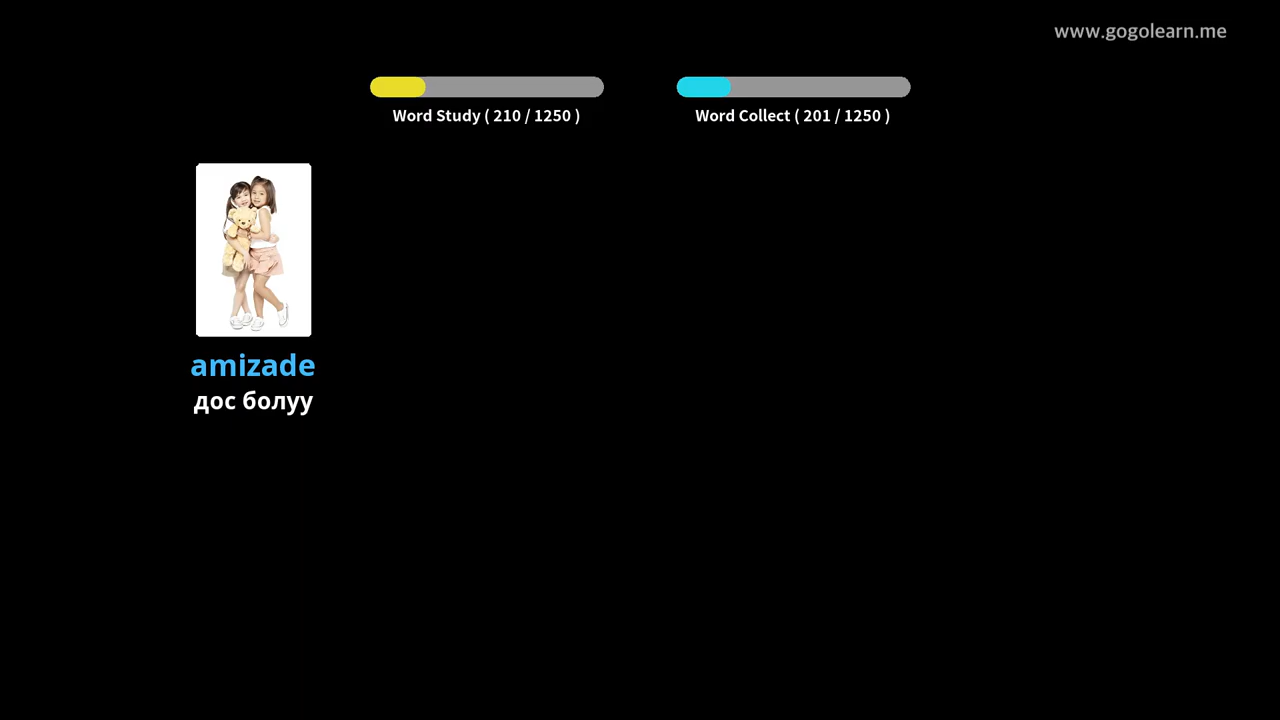 www.gogolearn.me
Word Study ( 210 / 1250 )
Word Collect ( 201 / 1250 )
amizade
дос болуу